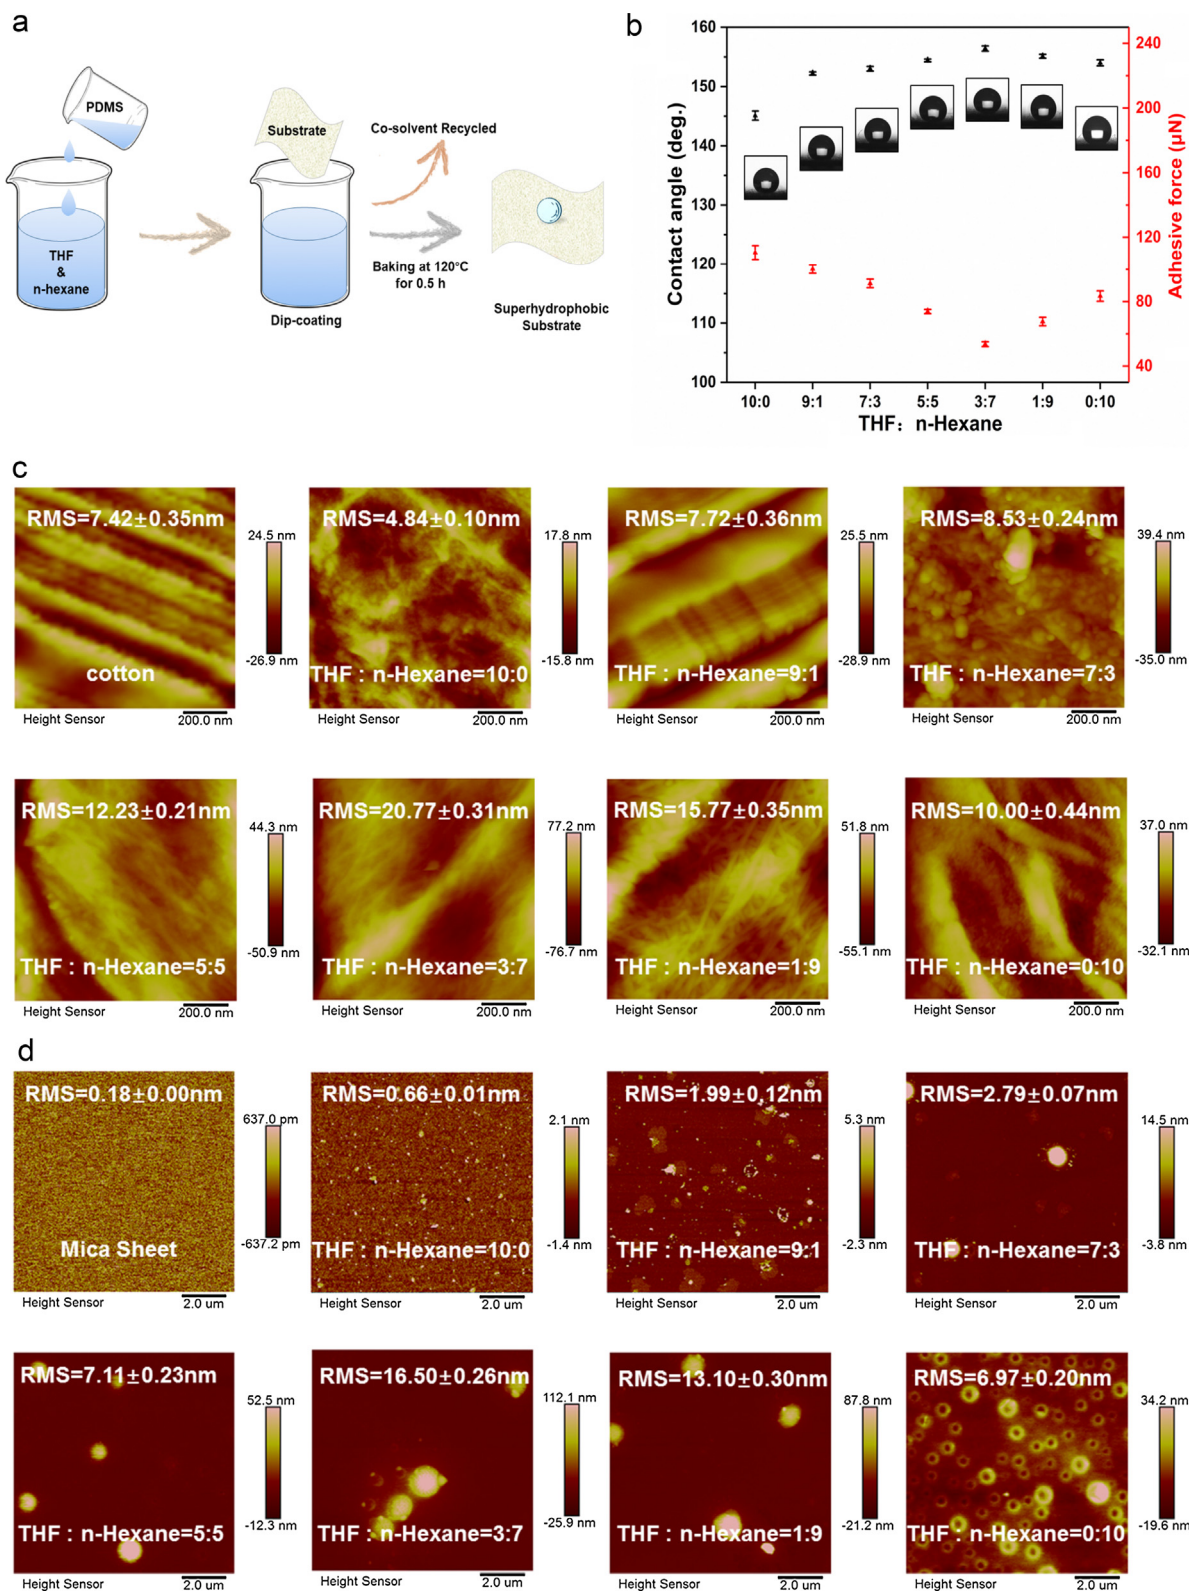 a
PDMS
THF
&
n-hexane
Substrate
Dip-coating
Co-solvent Recycled
Baking at 120°C
for 0.5 h
Superhydrophobic
Substrate
b
Contact angle (deg.)
160
150
140
130
120
110
100
Adhesive force (μN)
240
200
160
120
80
40
10:0 9:1 7:3 5:5 3:7 1:9 0:10
THF: n-Hexane
c
RMS=7.42±0.35nm
cotton
Height Sensor
200.0 nm
24.5 nm
-26.9 nm
RMS=4.84±0.10nm
THF : n-Hexane=10:0
Height Sensor
200.0 nm
17.8 nm
-15.8 nm
RMS=7.72±0.36nm
THF : n-Hexane=9:1
Height Sensor
200.0 nm
25.5 nm
-28.9 nm
RMS=8.53±0.24nm
THF : n-Hexane=7:3
Height Sensor
200.0 nm
39.4 nm
-35.0 nm
RMS=12.23±0.21nm
THF : n-Hexane=5:5
Height Sensor
200.0 nm
44.3 nm
-50.9 nm
RMS=20.77±0.31nm
THF : n-Hexane=3:7
Height Sensor
200.0 nm
77.2 nm
-76.7 nm
RMS=15.77±0.35nm
THF : n-Hexane=1:9
Height Sensor
200.0 nm
51.8 nm
-55.1 nm
RMS=10.00±0.44nm
THF : n-Hexane=0:10
Height Sensor
200.0 nm
37.0 nm
-32.1 nm
d
RMS=0.18±0.00nm
Mica Sheet
Height Sensor
2.0 um
637.0 pm
-637.2 pm
RMS=0.66±0.01nm
THF : n-Hexane=10:0
Height Sensor
2.0 um
2.1 nm
-1.4 nm
RMS=1.99±0.12nm
THF : n-Hexane=9:1
Height Sensor
2.0 um
5.3 nm
-2.3 nm
RMS=2.79±0.07nm
THF : n-Hexane=7:3
Height Sensor
2.0 um
14.5 nm
-3.8 nm
RMS=7.11±0.23nm
THF : n-Hexane=5:5
Height Sensor
2.0 um
52.5 nm
-12.3 nm
RMS=16.50±0.26nm
THF : n-Hexane=3:7
Height Sensor
2.0 um
112.1 nm
-25.9 nm
RMS=13.10±0.30nm
THF : n-Hexane=1:9
Height Sensor
2.0 um
87.8 nm
-21.2 nm
RMS=6.97±0.20nm
THF : n-Hexane=0:10
Height Sensor
2.0 um
34.2 nm
-19.6 nm